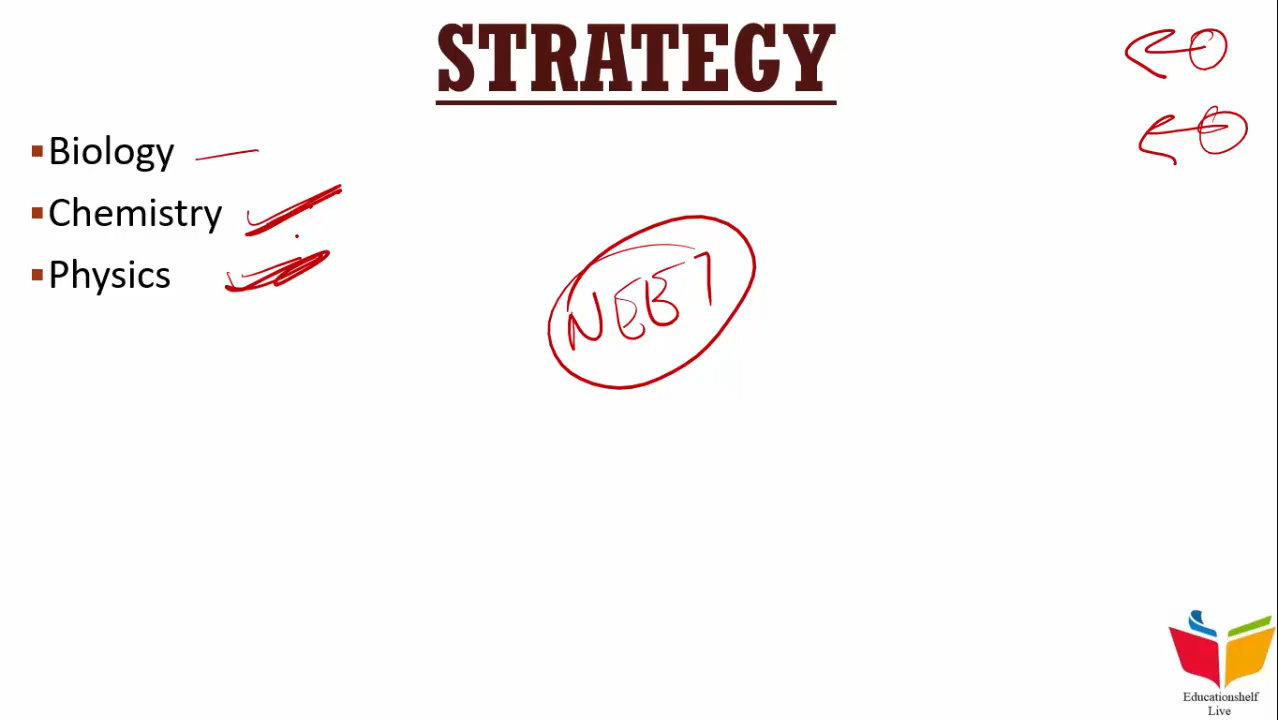 STRATEGY
▪Biology
▪Chemistry
▪Physics
NEET
Educationshelf
Live